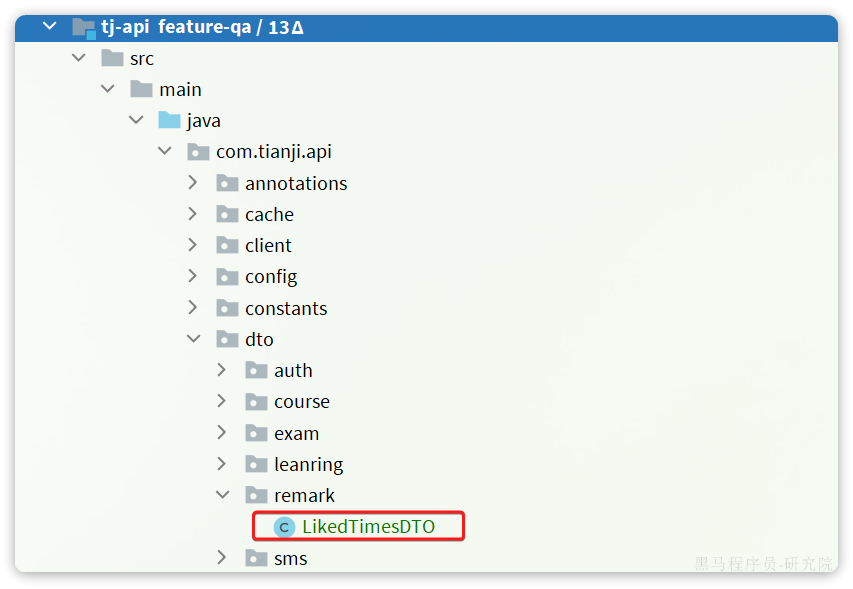 tj-api feature-qa / 13∆
src
main
java
com.tianji.api
annotations
cache
client
config
constants
dto
auth
course
exam
leanring
remark
C LikedTimesDTO
sms
黑马程序员-研究院